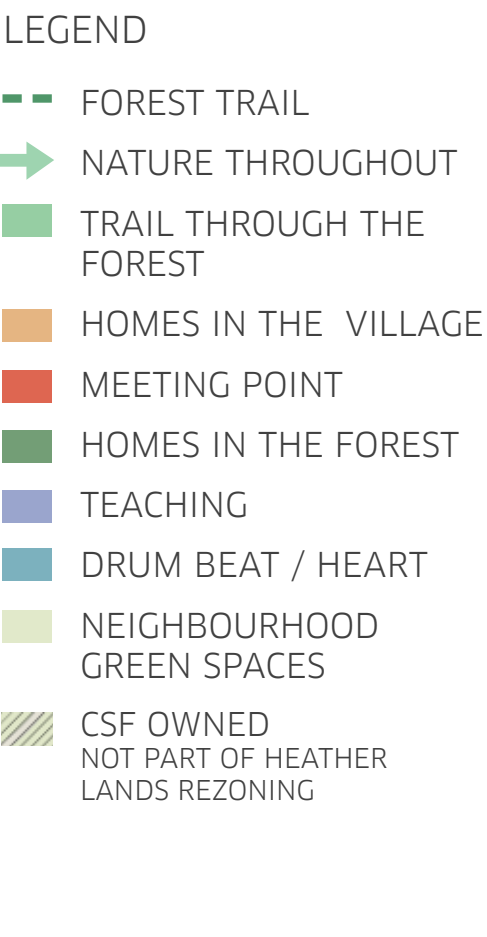 LEGEND
FOREST TRAIL
NATURE THROUGHOUT
TRAIL THROUGH THE
FOREST
HOMES IN THE VILLAGE
MEETING POINT
HOMES IN THE FOREST
TEACHING
DRUM BEAT / HEART
NEIGHBOURHOOD
GREEN SPACES
CSF OWNED
NOT PART OF HEATHER
LANDS REZONING